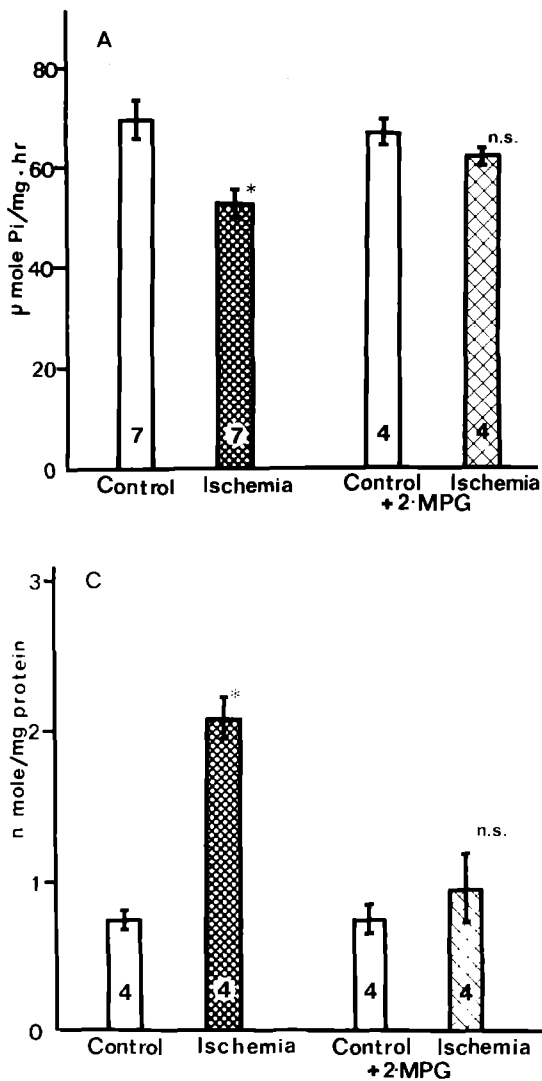 A
µ mole Pi/mg·hr
80
60
40
20
0
*
n.s.
7
7
4
4
Control
Ischemia
Control
Ischemia
+2·MPG
C
n mole/mg protein
3
2
1
0
*
n.s.
4
4
4
4
Control
Ischemia
Control
Ischemia
+2·MPG